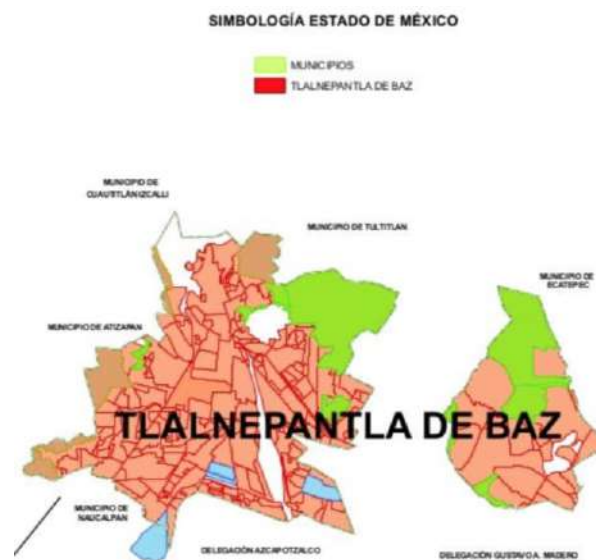 SIMBOLOGÍA ESTADO DE MÉXICO
MUNICIPIOS
TLALNEPANTLA DE BAZ
MUNICIPIO DE
CUAUTITLÁN IZCALLI
MUNICIPIO DE TULTITLAN
MUNICIPIO DE
ECATEPEC
MUNICIPIO DE ATIZAPAN
TLALNEPANTLA DE BAZ
MUNICIPIO DE
NAUCALPAN
DELEGACIÓN AZCAPOTZALCO
DELEGACIÓN GUSTAVO A. MADERO